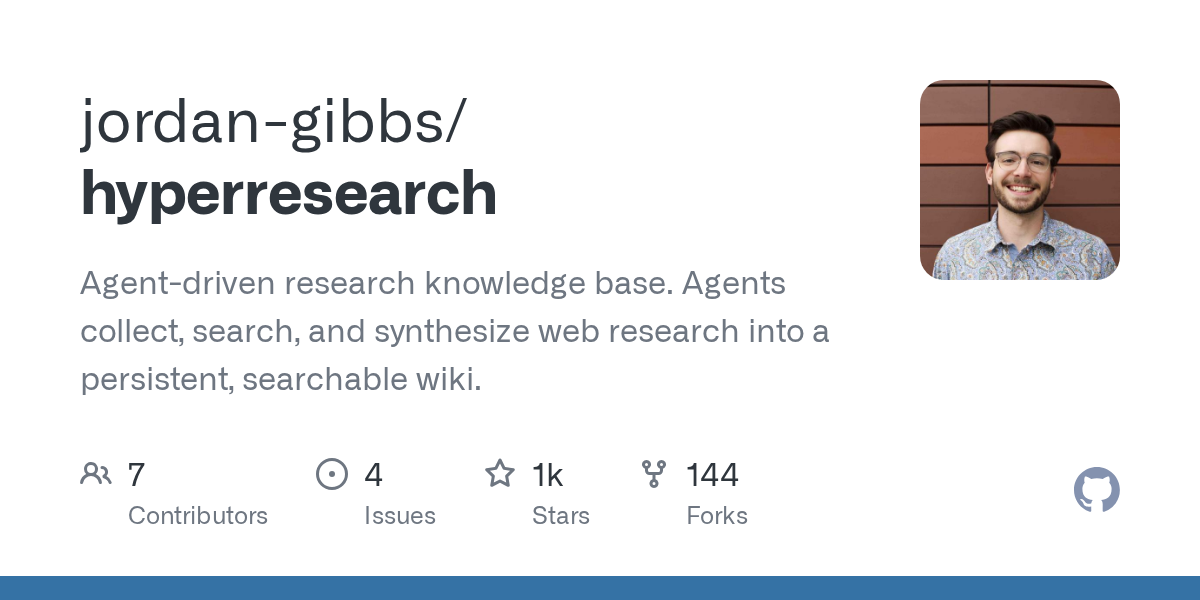 jordan-gibbs/
hyperresearch
Agent-driven research knowledge base. Agents
collect, search, and synthesize web research into a
persistent, searchable wiki.
7
Contributors
4
Issues
1k
Stars
144
Forks